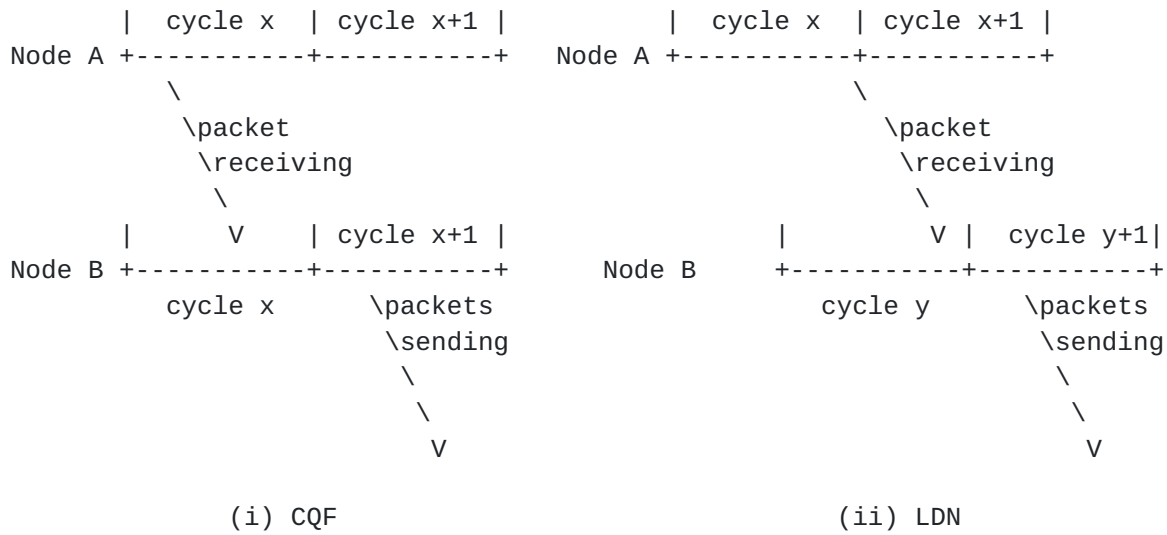 |  cycle x  | cycle x+1 |          |  cycle x  | cycle x+1 |
Node A +-----------+-----------+   Node A +-----------+-----------+
\                                            \
\packet                                      \packet
\receiving                                   \receiving
\                                            \
|      V    | cycle x+1 |                 |         V |  cycle y+1|
Node B +-----------+-----------+      Node B     +-----------+-----------+
cycle x      \packets                     cycle y      \packets
\sending                                  \sending
\                                         \
\                                         \
V                                         V
(i) CQF                                 (ii) LDN